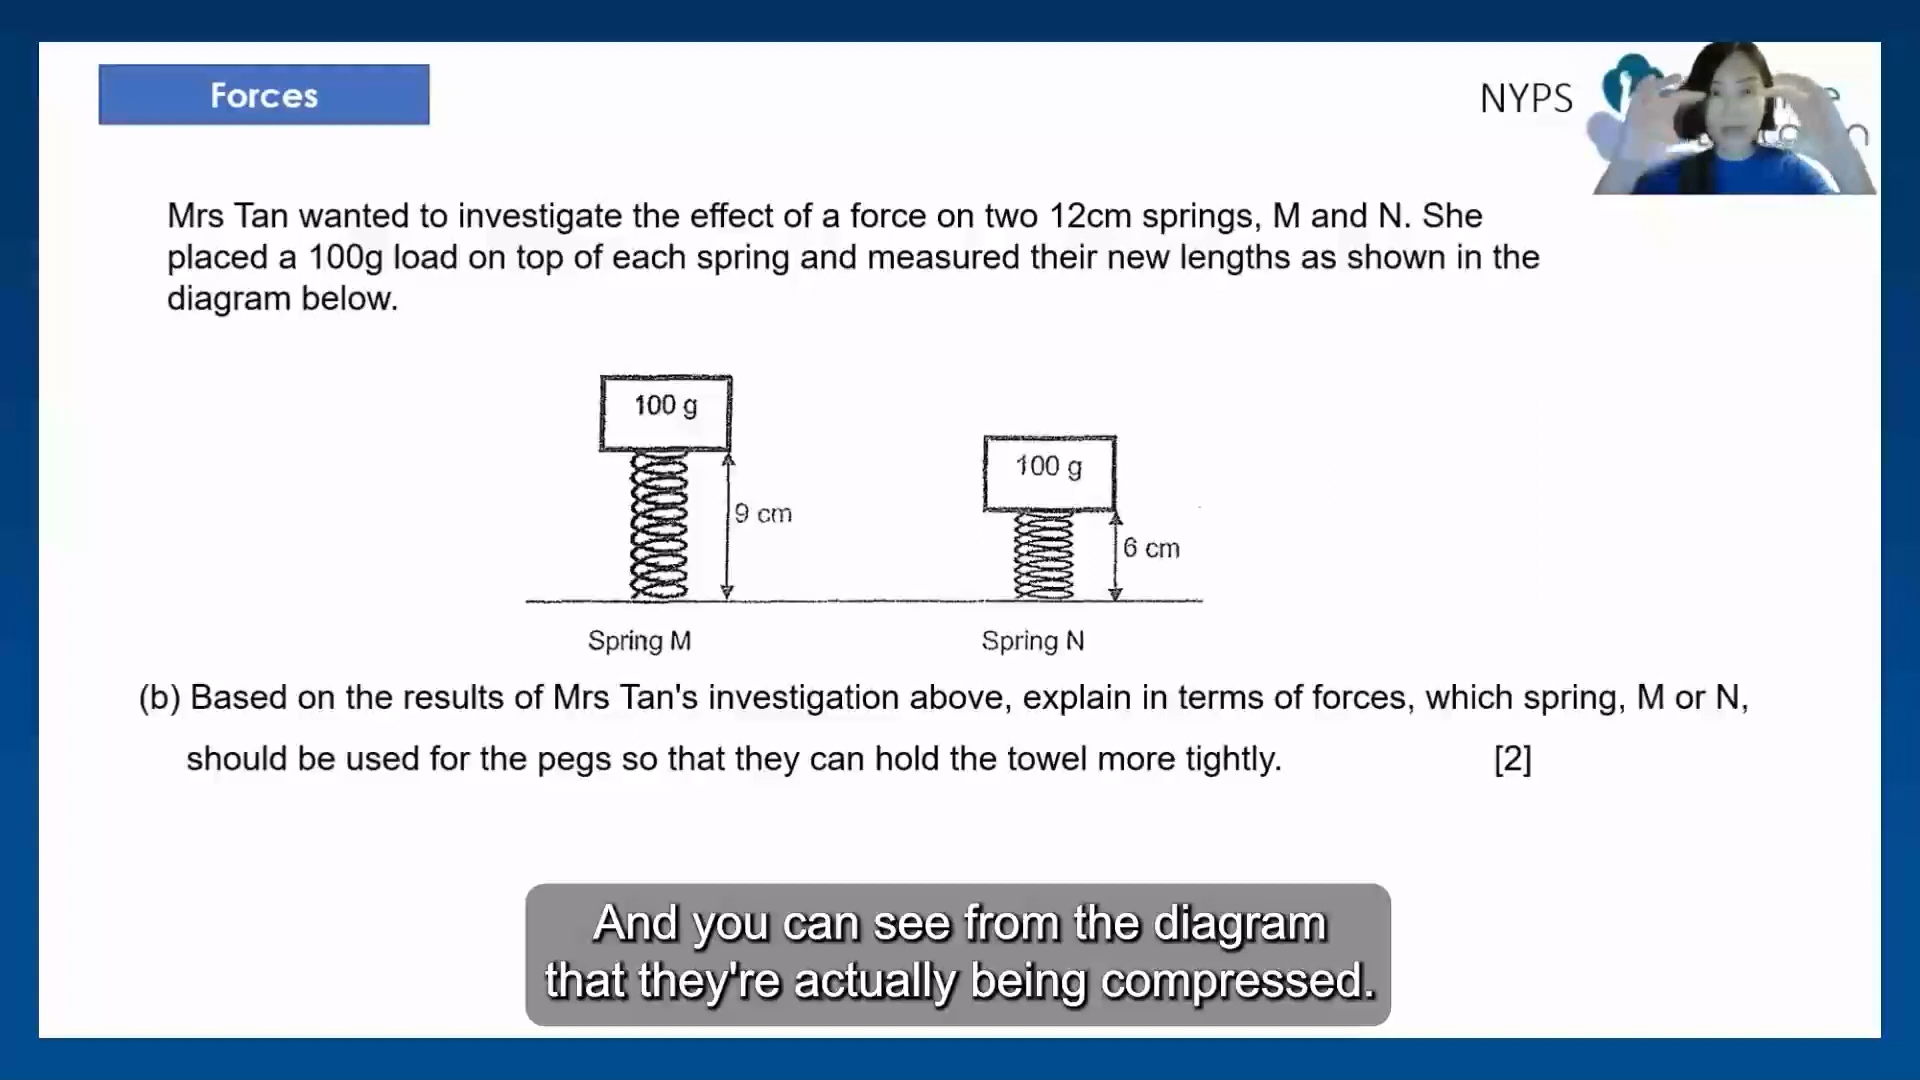 Forces
NYPS
Mrs Tan wanted to investigate the effect of a force on two 12cm springs, M and N. She
placed a 100g load on top of each spring and measured their new lengths as shown in the
diagram below.
100 g
100 g
9 cm
6 cm
Spring M
Spring N
(b) Based on the results of Mrs Tan's investigation above, explain in terms of forces, which spring, M or N,
should be used for the pegs so that they can hold the towel more tightly. [2]
And you can see from the diagram
that they're actually being compressed.